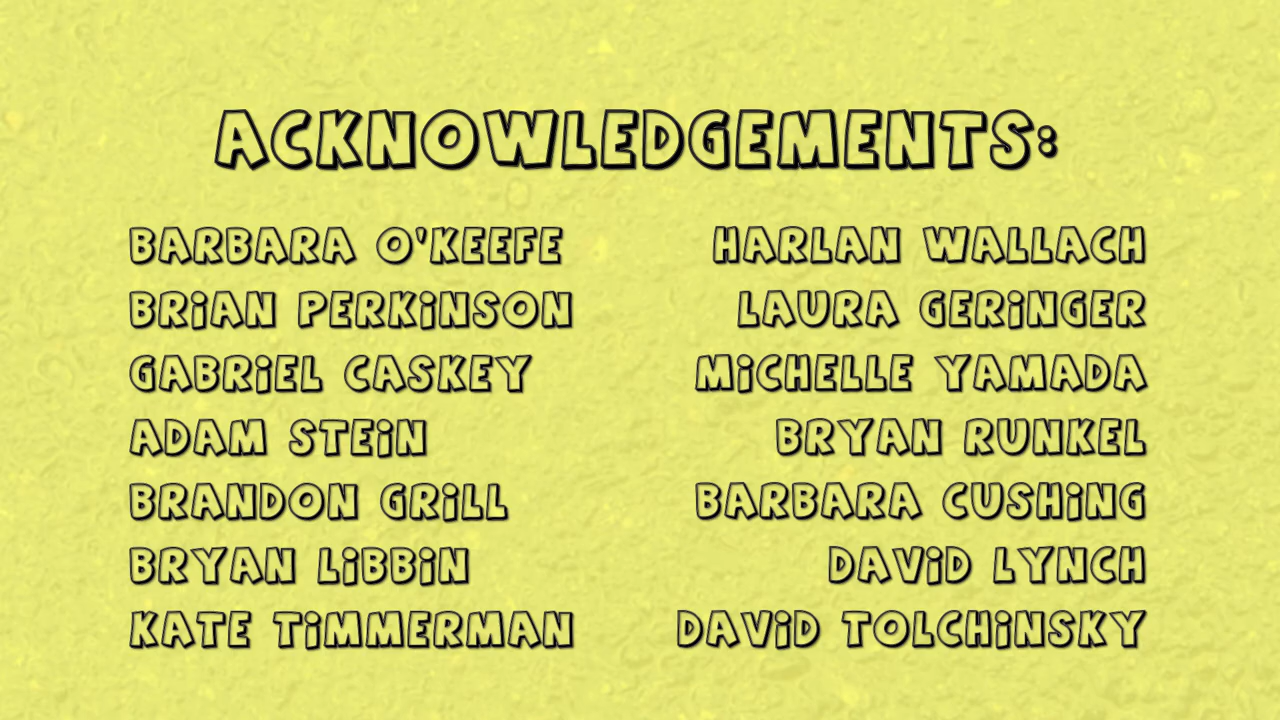 ACKNOWLEDGEMENTS:
BARBARA O'KEEFE
BRiAN PERKiNSON
GABRiEL CASKEY
ADAM STEiN
BRANDON GRiLL
BRYAN LiBBiN
KATE TiMMERMAN
HARLAN WALLACH
LAURA GERiNGER
MiCHELLE YAMADA
BRYAN RUNKEL
BARBARA CUSHiNG
DAViD LYNCH
DAViD TOLCHiNSKY